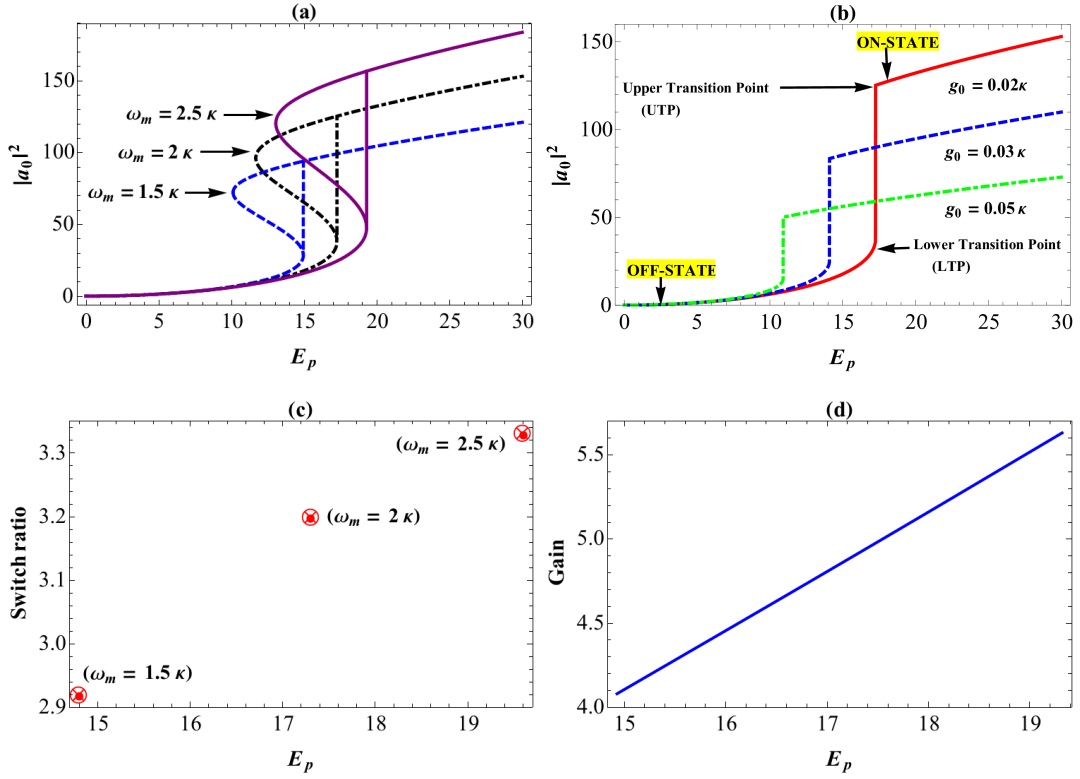 (a)
|a₀|²
150
100
50
0
ωₘ = 2.5 κ
ωₘ = 2 κ
ωₘ = 1.5 κ
0 5 10 15 20 25 30
Eₚ
(b)
|a₀|²
150
100
50
0
ON-STATE
Upper Transition Point
(UTP)
g₀ = 0.02κ
g₀ = 0.03 κ
g₀ = 0.05 κ
Lower Transition Point
(LTP)
OFF-STATE
0 5 10 15 20 25 30
Eₚ
(c)
Switch ratio
3.3
3.2
3.1
3.0
2.9
(ωₘ = 2.5 κ)
(ωₘ = 2 κ)
(ωₘ = 1.5 κ)
15 16 17 18 19
Eₚ
(d)
Gain
5.5
5.0
4.5
4.0
15 16 17 18 19
Eₚ